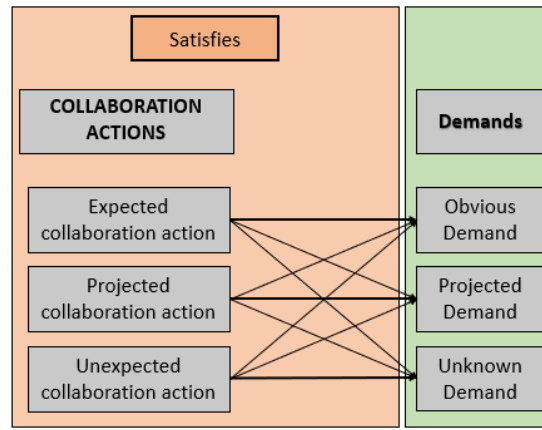 Satisfies
COLLABORATION
ACTIONS
Demands
Expected
collaboration action
Obvious
Demand
Projected
collaboration action
Projected
Demand
Unexpected
collaboration action
Unknown
Demand